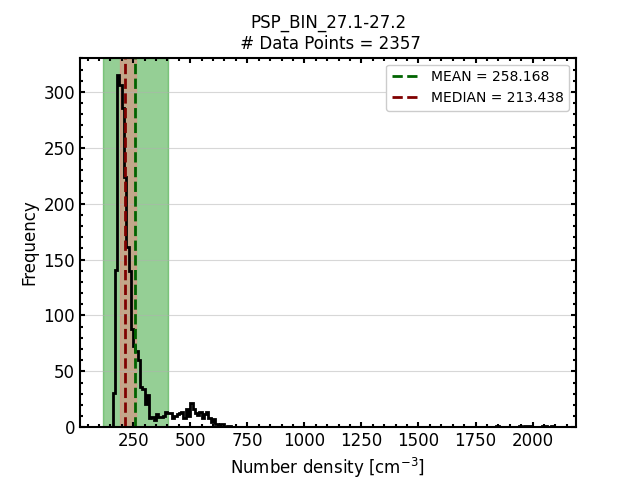 PSP_BIN_27.1-27.2
# Data Points = 2357
MEAN = 258.168
MEDIAN = 213.438
300
250
200
150
100
50
0
Frequency
250 500 750 1000 1250 1500 1750 2000
Number density [cm⁻³]